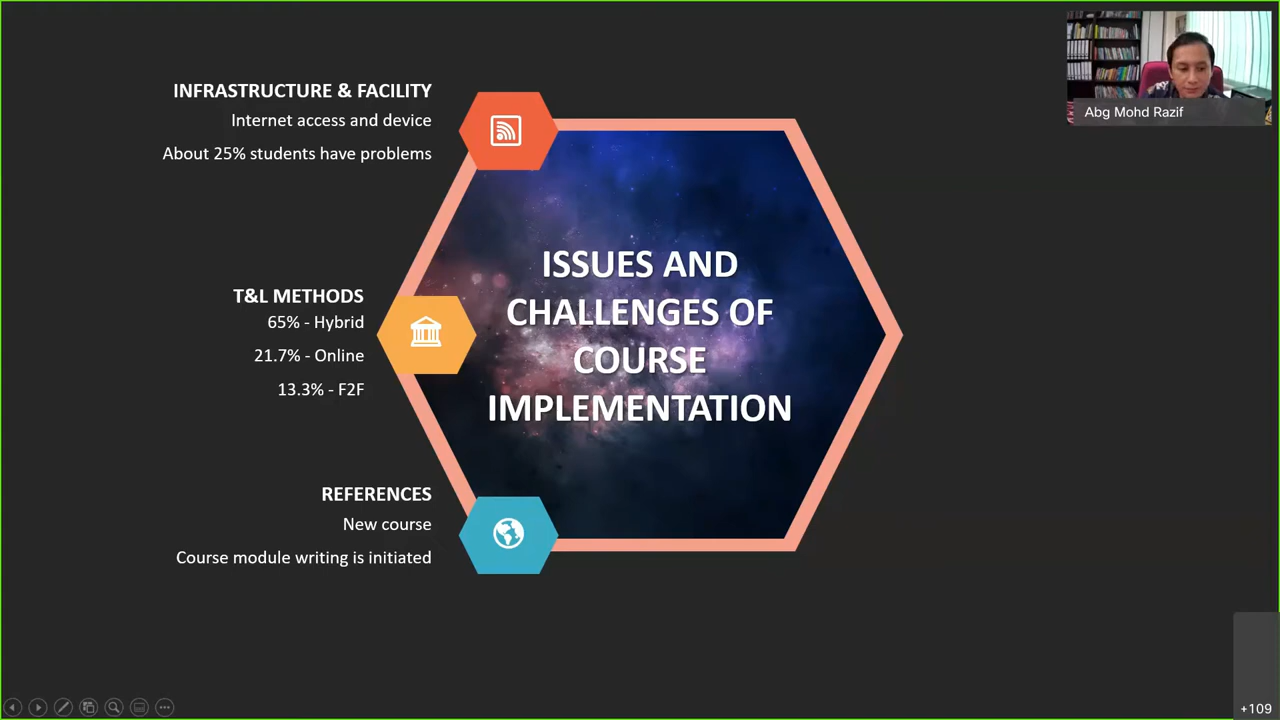 INFRASTRUCTURE & FACILITY
Internet access and device
About 25% students have problems
T&L METHODS
65% - Hybrid
21.7% - Online
13.3% - F2F
REFERENCES
New course
Course module writing is initiated
ISSUES AND
CHALLENGES OF
COURSE
IMPLEMENTATION
Abg Mohd Razif
+109